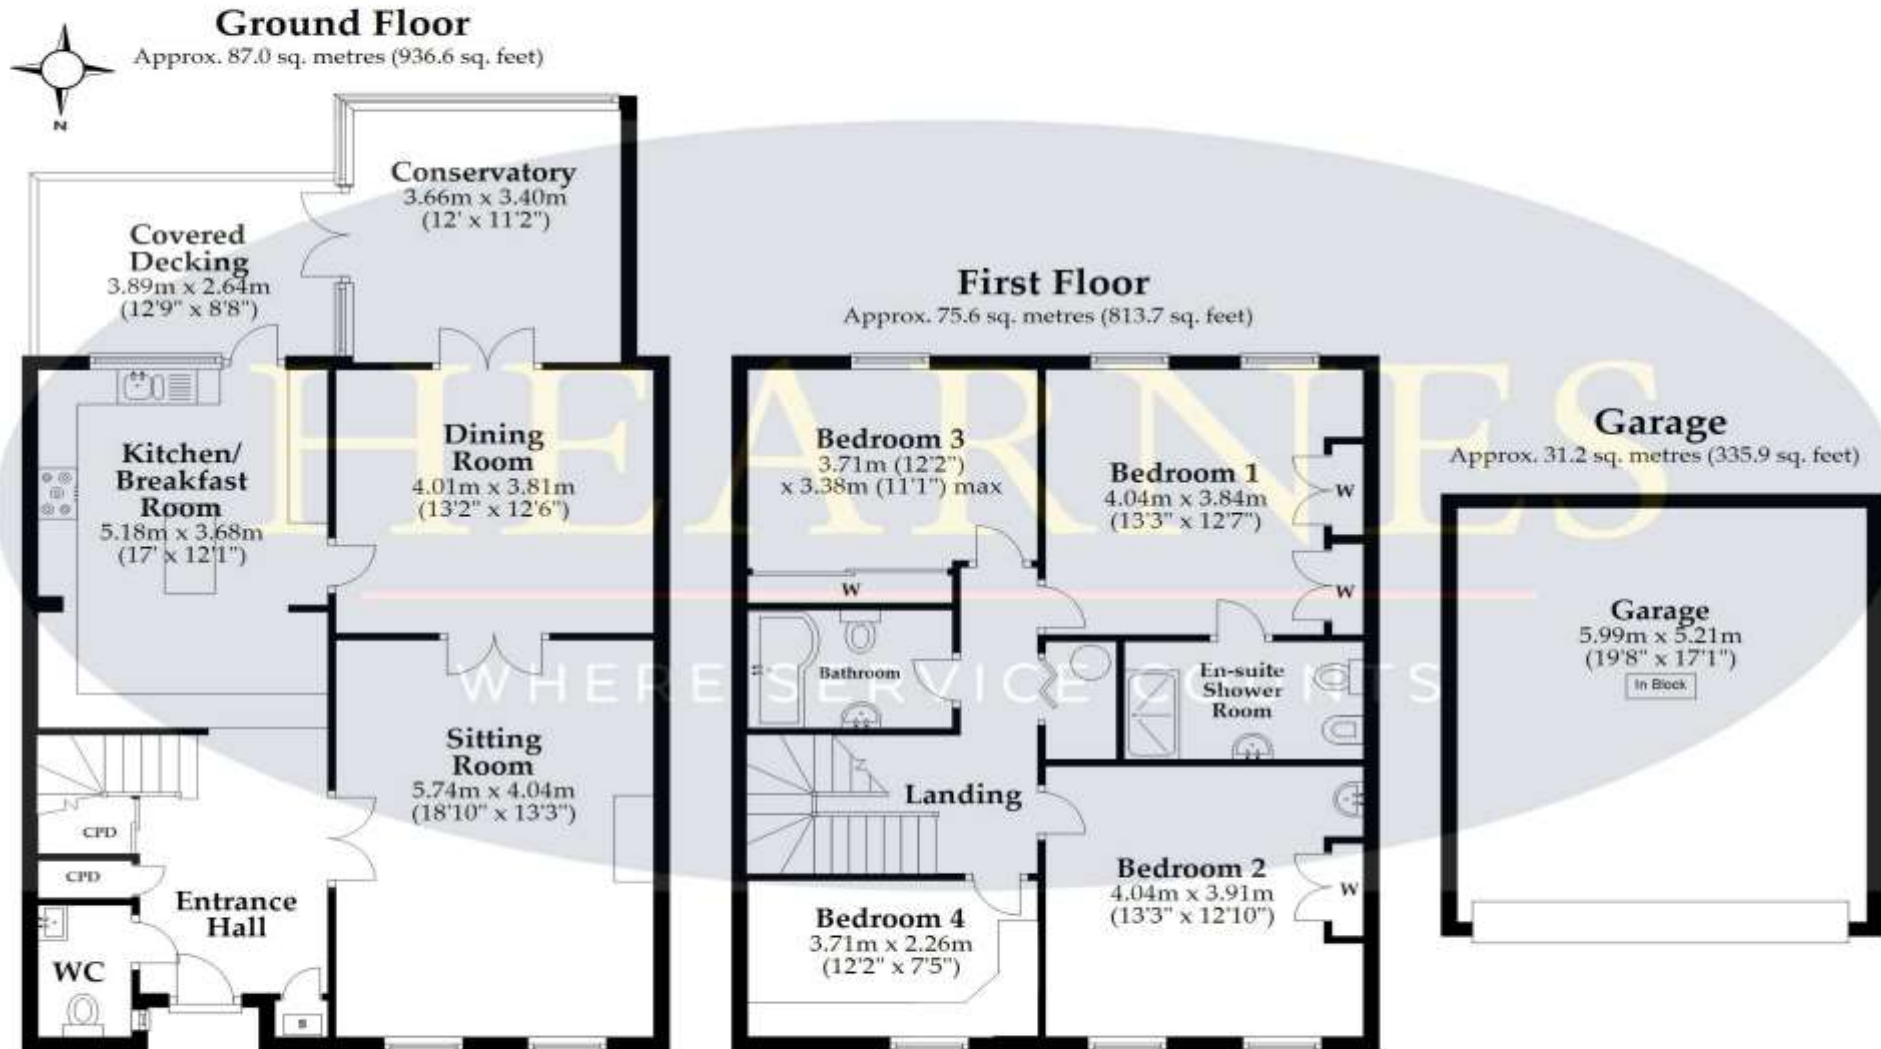 Ground Floor
Approx. 87.0 sq. metres (936.6 sq. feet)
N
Conservatory
3.66m x 3.40m
(12' x 11'2")
Covered
Decking
3.89m x 2.64m
(12'9" x 8'8")
Kitchen/
Breakfast
Room
5.18m x 3.68m
(17' x 12'1")
Dining
Room
4.01m x 3.81m
(13'2" x 12'6")
Sitting
Room
5.74m x 4.04m
(18'10" x 13'3")
CPD
CPD
Entrance
Hall
WC
First Floor
Approx. 75.6 sq. metres (813.7 sq. feet)
Bedroom 3
3.71m (12'2")
x 3.38m (11'1") max
W
Bedroom 1
4.04m x 3.84m
(13'3" x 12'7")
W
W
Bathroom
En-suite
Shower
Room
Landing
Bedroom 2
4.04m x 3.91m
(13'3" x 12'10")
W
Bedroom 4
3.71m x 2.26m
(12'2" x 7'5")
Garage
Approx. 31.2 sq. metres (335.9 sq. feet)
Garage
5.99m x 5.21m
(19'8" x 17'1")
In Block
HEARNES
WHERE SERVICE COUNTS